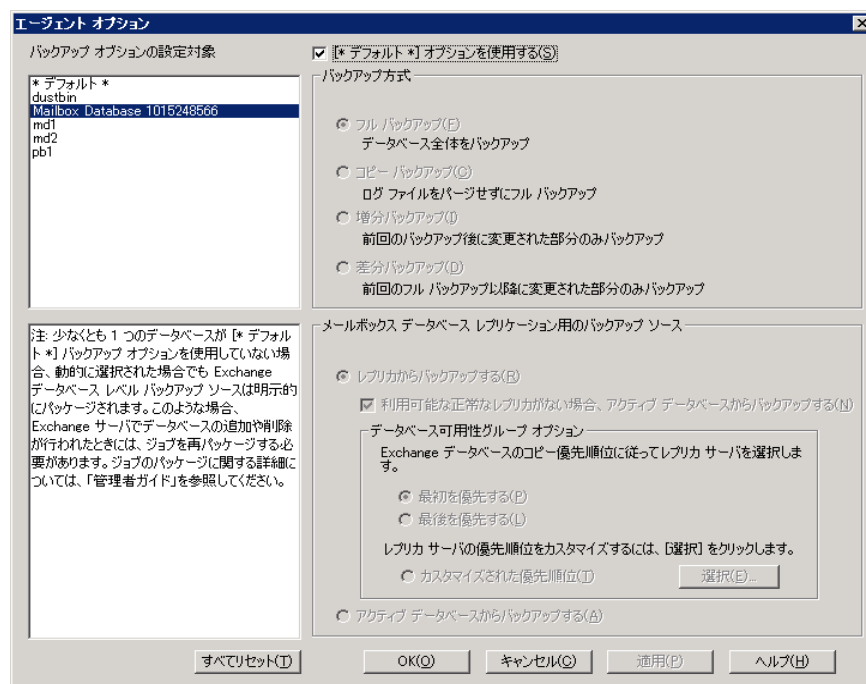 エージェント オプション
バックアップ オプションの設定対象
* デフォルト *
dustbin
Mailbox Database 1015248566
md1
md2
pb1
注: 少なくとも 1 つのデータベースが [* デフォル
ト *] バックアップ オプションを使用していない場
合、動的に選択された場合でも Exchange
データベース レベル バックアップ ソースは明示的
にパッケージされます。このような場合、
Exchange サーバでデータベースの追加や削除
が行われたときには、ジョブを再パッケージする必
要があります。ジョブのパッケージに関する詳細に
ついては、「管理者ガイド」を参照してください。
すべてリセット(T)
[* デフォルト *] オプションを使用する(S)
バックアップ方式
フル バックアップ(F)
データベース全体をバックアップ
コピー バックアップ(C)
ログ ファイルをパージせずにフル バックアップ
増分バックアップ(I)
前回のバックアップ後に変更された部分のみバックアップ
差分バックアップ(D)
前回のフル バックアップ以降に変更された部分のみバックアップ
メールボックス データベース レプリケーション用のバックアップ ソース
レプリカからバックアップする(R)
利用可能な正常なレプリカがない場合、アクティブ データベースからバックアップする(N)
データベース可用性グループ オプション
Exchange データベースのコピー優先順位に従ってレプリカ サーバを選択しま
す。
最初を優先する(P)
最後を優先する(L)
レプリカ サーバの優先順位をカスタマイズするには、[選択] をクリックします。
カスタマイズされた優先順位(T)
選択(E)...
アクティブ データベースからバックアップする(A)
OK(O)
キャンセル(C)
適用(P)
ヘルプ(H)